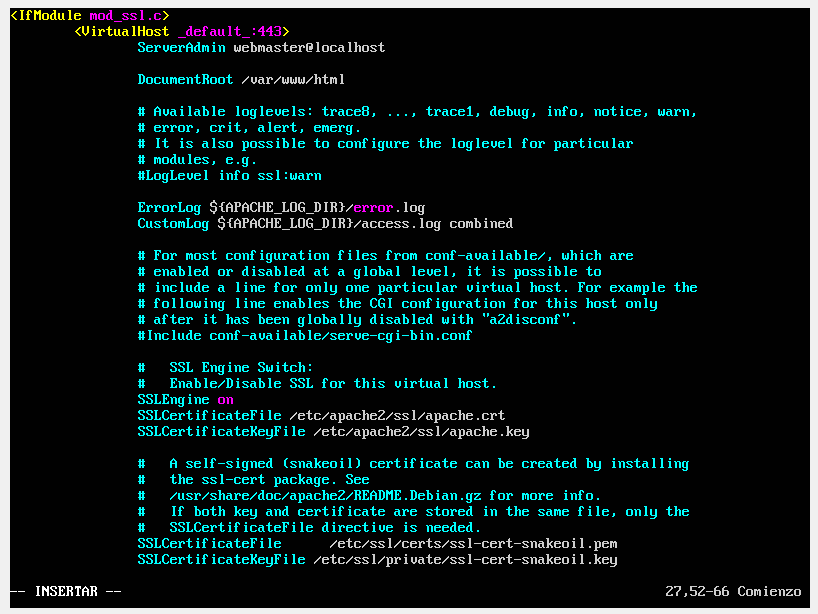 <IfModule mod_ssl.c>
<VirtualHost _default_:443>
ServerAdmin webmaster@localhost
DocumentRoot /var/www/html
# Available loglevels: trace8, ..., trace1, debug, info, notice, warn,
# error, crit, alert, emerg.
# It is also possible to configure the loglevel for particular
# modules, e.g.
#LogLevel info ssl:warn
ErrorLog ${APACHE_LOG_DIR}/error.log
CustomLog ${APACHE_LOG_DIR}/access.log combined
# For most configuration files from conf-available/, which are
# enabled or disabled at a global level, it is possible to
# include a line for only one particular virtual host. For example the
# following line enables the CGI configuration for this host only
# after it has been globally disabled with "a2disconf".
#Include conf-available/serve-cgi-bin.conf
#   SSL Engine Switch:
#   Enable/Disable SSL for this virtual host.
SSLEngine on
SSLCertificateFile /etc/apache2/ssl/apache.crt
SSLCertificateKeyFile /etc/apache2/ssl/apache.key
#   A self-signed (snakeoil) certificate can be created by installing
#   the ssl-cert package. See
#   /usr/share/doc/apache2/README.Debian.gz for more info.
#   If both key and certificate are stored in the same file, only the
#   SSLCertificateFile directive is needed.
SSLCertificateFile      /etc/ssl/certs/ssl-cert-snakeoil.pem
SSLCertificateKeyFile /etc/ssl/private/ssl-cert-snakeoil.key
-- INSERTAR -- 27,52-66 Comienzo